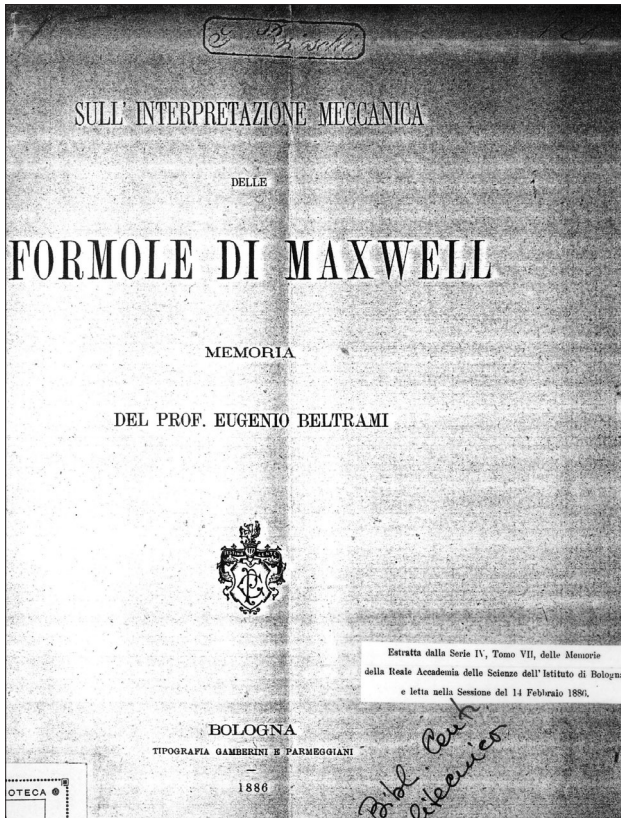 SULL' INTERPRETAZIONE MECCANICA
DELLE
FORMOLE DI MAXWELL
MEMORIA
DEL PROF. EUGENIO BELTRAMI
Estratta dalla Serie IV, Tomo VII, delle Memorie
della Reale Accademia delle Scienze dell' Istituto di Bologna
e letta nella Sessione del 14 Febbraio 1886.
BOLOGNA
TIPOGRAFIA GAMBERINI E PARMEGGIANI
1886
Bibl. Cent
OTECA